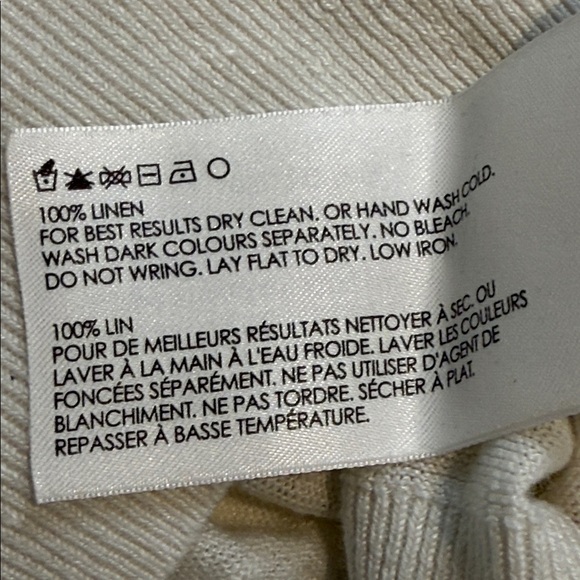 100% LINEN
FOR BEST RESULTS DRY CLEAN. OR HAND WASH COLD.
WASH DARK COLOURS SEPARATELY. NO BLEACH.
DO NOT WRING. LAY FLAT TO DRY. LOW IRON.
100% LIN
POUR DE MEILLEURS RÉSULTATS NETTOYER À SEC. OU
LAVER À LA MAIN À L'EAU FROIDE. LAVER LES COULEURS
FONCÉES SÉPARÉMENT. NE PAS UTILISER D'AGENT DE
BLANCHIMENT. NE PAS TORDRE. SÉCHER À PLAT.
REPASSER À BASSE TEMPÉRATURE.